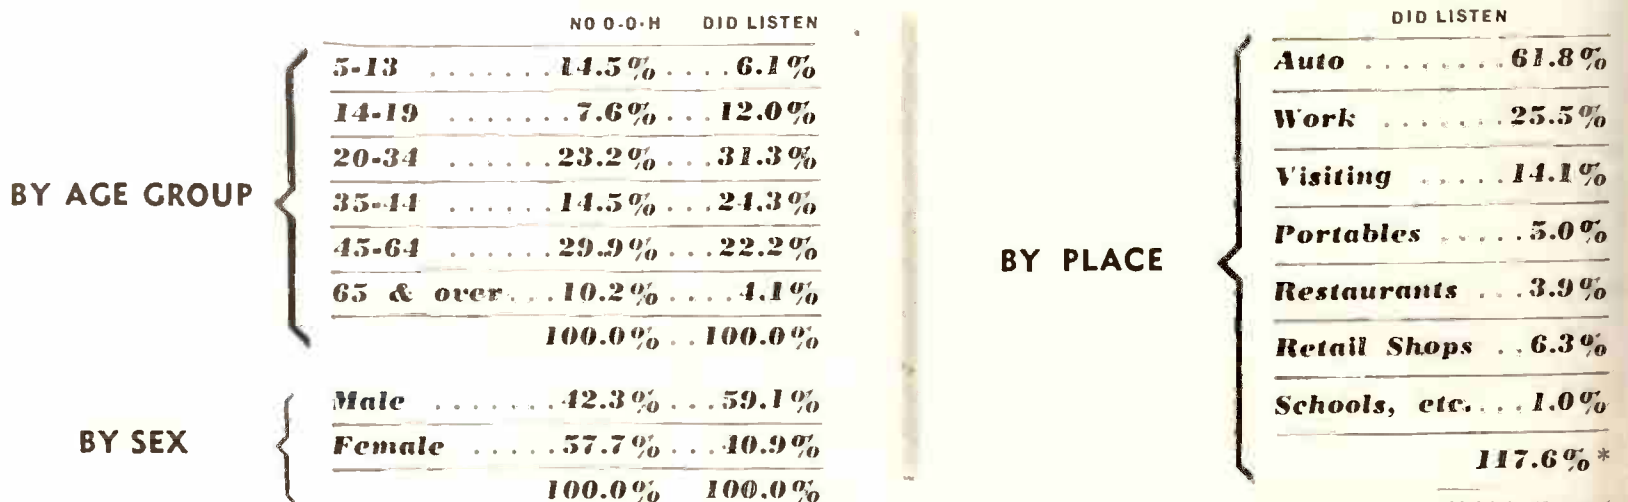 NO O-O-H DID LISTEN
BY AGE GROUP
5-13 .......14.5%....6.1%
14-19 .......7.6%...12.0%
20-34 ......23.2%...31.3%
35-44 ......14.5%...24.3%
45-64 ......29.9%...22.2%
65 & over...10.2%....4.1%
100.0%..100.0%
BY SEX
Male .......42.3%...59.1%
Female .....57.7%...40.9%
100.0% 100.0%
DID LISTEN
BY PLACE
Auto ........61.8%
Work .......25.5%
Visiting .....14.1%
Portables .....5.0%
Restaurants ...3.9%
Retail Shops ..6.3%
Schools, etc....1.0%
117.6%*